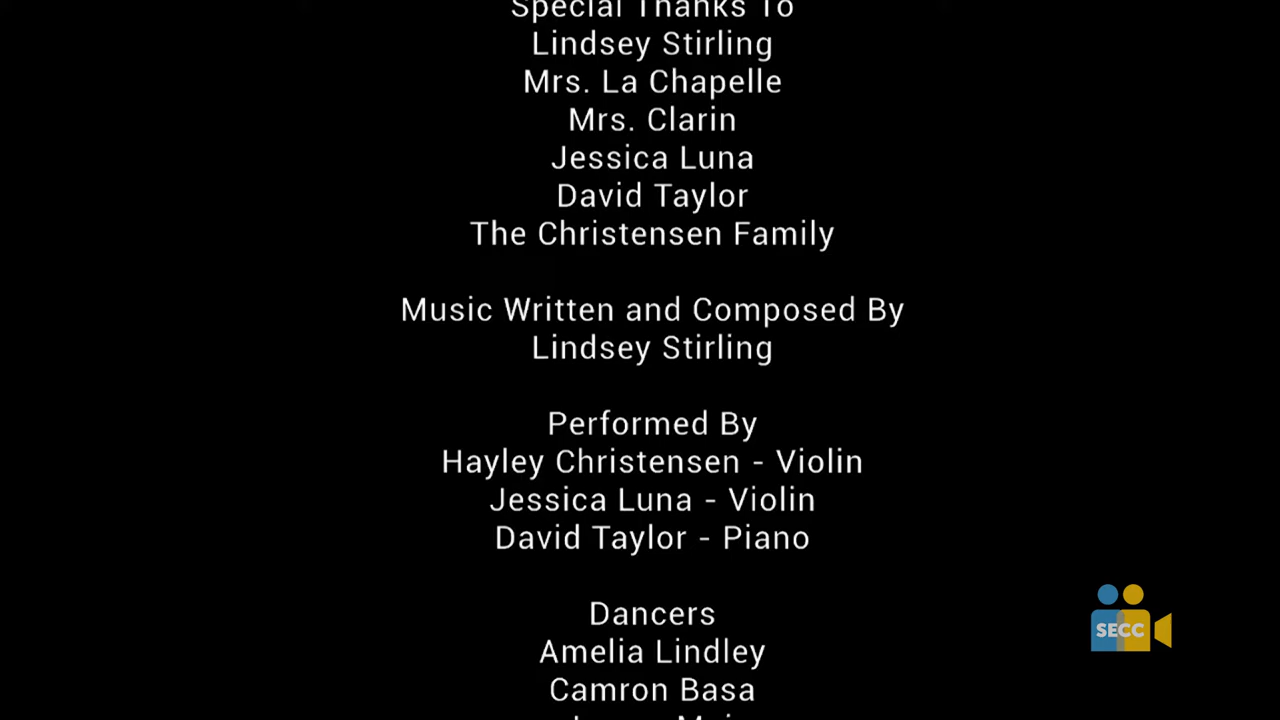 Special Thanks To
Lindsey Stirling
Mrs. La Chapelle
Mrs. Clarin
Jessica Luna
David Taylor
The Christensen Family
Music Written and Composed By
Lindsey Stirling
Performed By
Hayley Christensen - Violin
Jessica Luna - Violin
David Taylor - Piano
Dancers
SECC
Amelia Lindley
Camron Basa